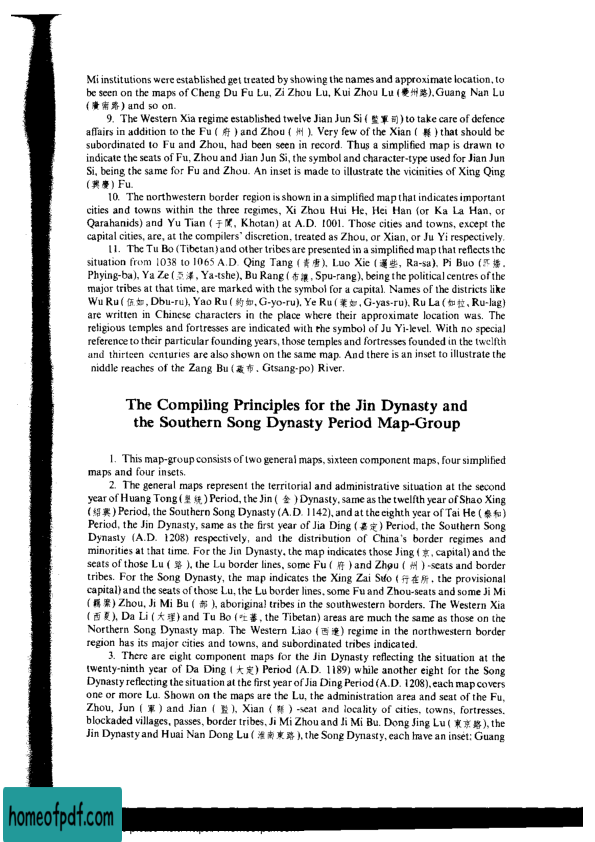 Mi institutions were established get treated by showing the names and approximate location, to
be seen on the maps of Cheng Du Fu Lu, Zi Zhou Lu, Kui Zhou Lu (夔州路), Guang Nan Lu
(廣南路) and so on.
9. The Western Xia regime established twelve Jian Jun Si (監軍司) to take care of defence
affairs in addition to the Fu (府) and Zhou (州). Very few of the Xian (縣) that should be
subordinated to Fu and Zhou, had been seen in record. Thus a simplified map is drawn to
indicate the seats of Fu, Zhou and Jian Jun Si, the symbol and character-type used for Jian Jun
Si, being the same for Fu and Zhou. An inset is made to illustrate the vicinities of Xing Qing
(興慶) Fu.
10. The northwestern border region is shown in a simplified map that indicates important
cities and towns within the three regimes, Xi Zhou Hui He, Hei Han (or Ka La Han, or
Qarahanids) and Yu Tian (于闐, Khotan) at A.D. 1001. Those cities and towns, except the
capital cities, are, at the compilers' discretion, treated as Zhou, or Xian, or Ju Yi respectively.
11. The Tu Bo (Tibetan) and other tribes are presented in a simplified map that reflects the
situation from 1038 to 1065 A.D. Qing Tang (青唐), Luo Xie (邏些, Ra-sa), Pi Buo (匹播,
Phying-ba), Ya Ze (亞澤, Ya-tshe), Bu Rang (布讓, Spu-rang), being the political centres of the
major tribes at that time, are marked with the symbol for a capital. Names of the districts like
Wu Ru (伍如, Dbu-ru), Yao Ru (約如, G-yo-ru), Ye Ru (葉如, G-yas-ru), Ru La (如拉, Ru-lag)
are written in Chinese characters in the place where their approximate location was. The
religious temples and fortresses are indicated with the symbol of Ju Yi-level. With no special
reference to their particular founding years, those temples and fortresses founded in the twelfth
and thirteen centuries are also shown on the same map. And there is an inset to illustrate the
niddle reaches of the Zang Bu (藏布, Gtsang-po) River.
The Compiling Principles for the Jin Dynasty and
the Southern Song Dynasty Period Map-Group
1. This map-group consists of two general maps, sixteen component maps, four simplified
maps and four insets.
2. The general maps represent the territorial and administrative situation at the second
year of Huang Tong (皇統) Period, the Jin (金) Dynasty, same as the twelfth year of Shao Xing
(紹興) Period, the Southern Song Dynasty (A.D. 1142), and at the eighth year of Tai He (泰和)
Period, the Jin Dynasty, same as the first year of Jia Ding (嘉定) Period, the Southern Song
Dynasty (A.D. 1208) respectively, and the distribution of China's border regimes and
minorities at that time. For the Jin Dynasty, the map indicates those Jing (京, capital) and the
seats of those Lu (路), the Lu border lines, some Fu (府) and Zhou (州) -seats and border
tribes. For the Song Dynasty, the map indicates the Xing Zai Suo (行在所, the provisional
capital) and the seats of those Lu, the Lu border lines, some Fu and Zhou-seats and some Ji Mi
(羈縻) Zhou, Ji Mi Bu (部), aboriginal tribes in the southwestern borders. The Western Xia
(西夏), Da Li (大理) and Tu Bo (吐蕃, the Tibetan) areas are much the same as those on the
Northern Song Dynasty map. The Western Liao (西遼) regime in the northwestern border
region has its major cities and towns, and subordinated tribes indicated.
3. There are eight component maps for the Jin Dynasty reflecting the situation at the
twenty-ninth year of Da Ding (大定) Period (A.D. 1189) while another eight for the Song
Dynasty reflecting the situation at the first year of Jia Ding Period (A.D. 1208), each map covers
one or more Lu. Shown on the maps are the Lu, the administration area and seat of the Fu,
Zhou, Jun (軍) and Jian (監), Xian (縣) -seat and locality of cities, towns, fortresses,
blockaded villages, passes, border tribes, Ji Mi Zhou and Ji Mi Bu. Dong Jing Lu (東京路), the
Jin Dynasty and Huai Nan Dong Lu (淮南東路), the Song Dynasty, each have an inset; Guang
homeofpdf.com